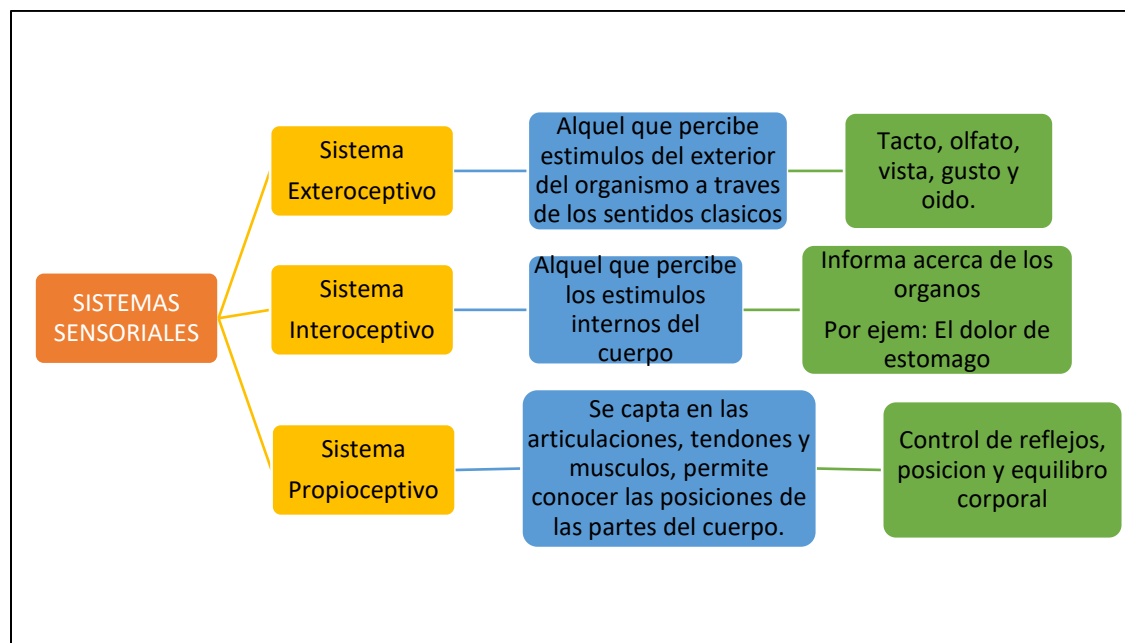 SISTEMAS
SENSORIALES
Sistema
Exteroceptivo
Alquel que percibe
estimulos del exterior
del organismo a traves
de los sentidos clasicos
Tacto, olfato,
vista, gusto y
oido.
Sistema
Interoceptivo
Alquel que percibe
los estimulos
internos del
cuerpo
Informa acerca de los
organos
Por ejem: El dolor de
estomago
Sistema
Propioceptivo
Se capta en las
articulaciones, tendones y
musculos, permite
conocer las posiciones de
las partes del cuerpo.
Control de reflejos,
posicion y equilibro
corporal